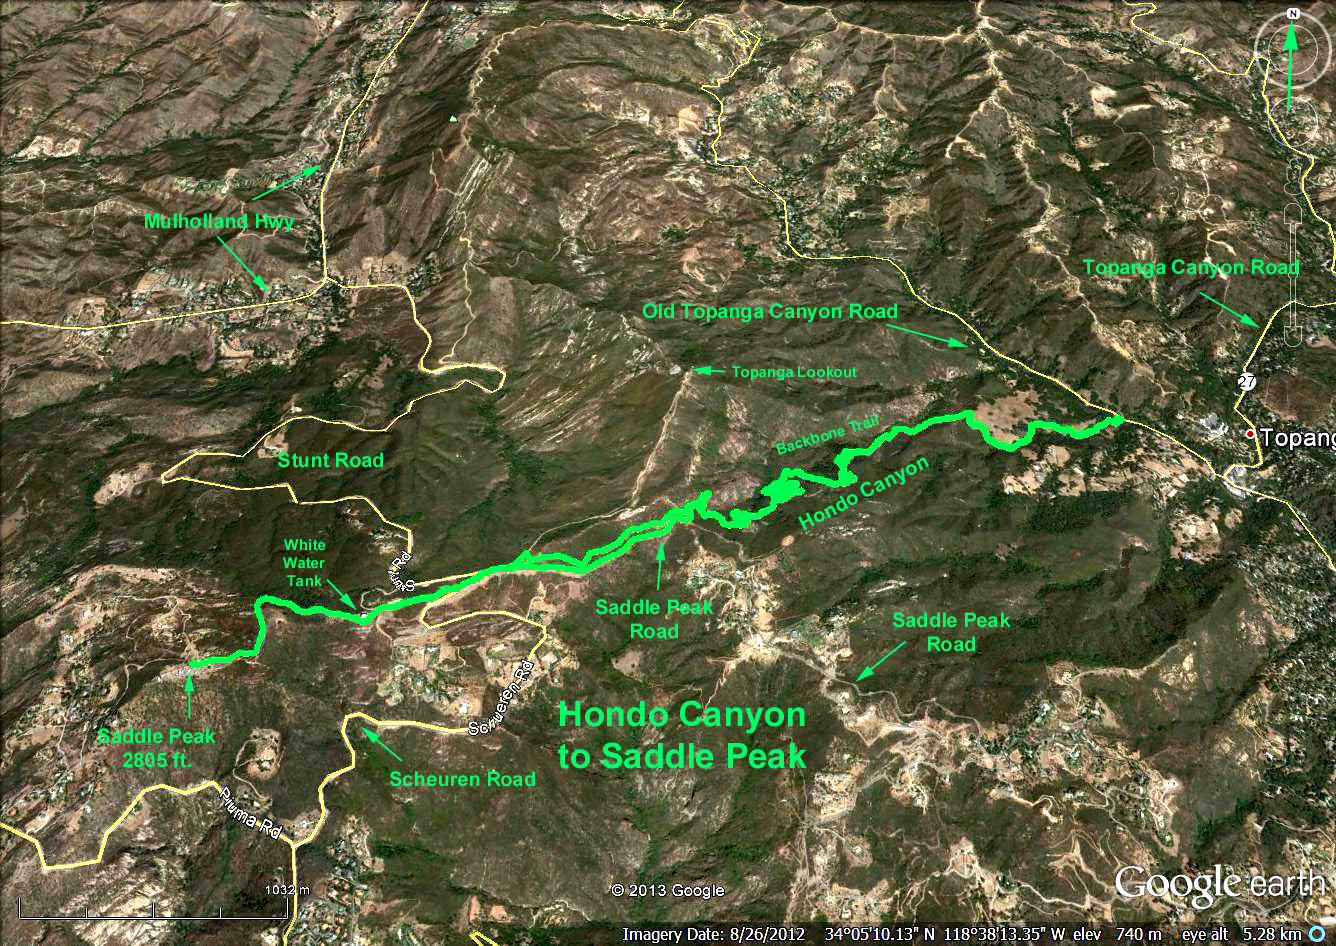 N
Mulholland Hwy.
Topanga Canyon Road
Old Topanga Canyon Road
Topanga Lookout
27
Backbone Trail
Topang
Stunt Road
Hondo Canyon
White
Water
Tank
Saddle Peak
Road
Saddle Peak
Road
Scheuren Rd
Hondo Canyon
to Saddle Peak
Saddle Peak
2805 ft.
Scheuren Road
Piuma Rd
1032 m
© 2013 Google
Google earth
Imagery Date: 8/26/2012 34°05'10.13" N 118°38'13.35" W elev 740 m eye alt 5.28 km